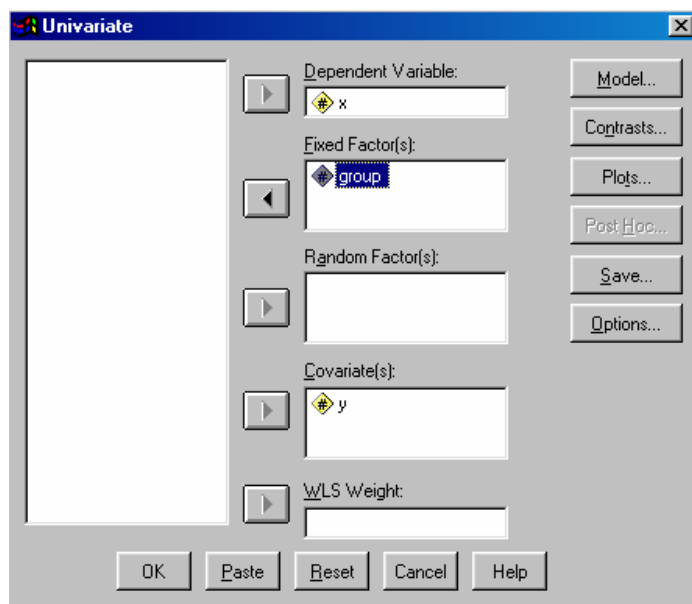 Univariate
Dependent Variable:
# x
Fixed Factor(s):
# group
Random Factor(s):
Covariate(s):
# y
WLS Weight:
Model...
Contrasts...
Plots...
Post Hoc...
Save...
Options...
OK
Paste
Reset
Cancel
Help